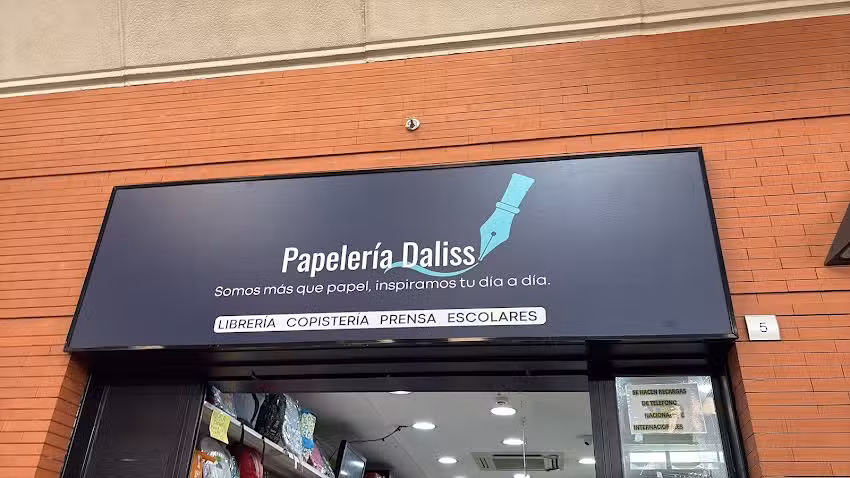 Papelería Daliss
Somos más que papel, inspiramos tu día a día.
LIBRERÍA COPISTERÍA PRENSA ESCOLARES
5
SE HACEN RECARGAS
DE TELEFONO
INTERNACIONALES